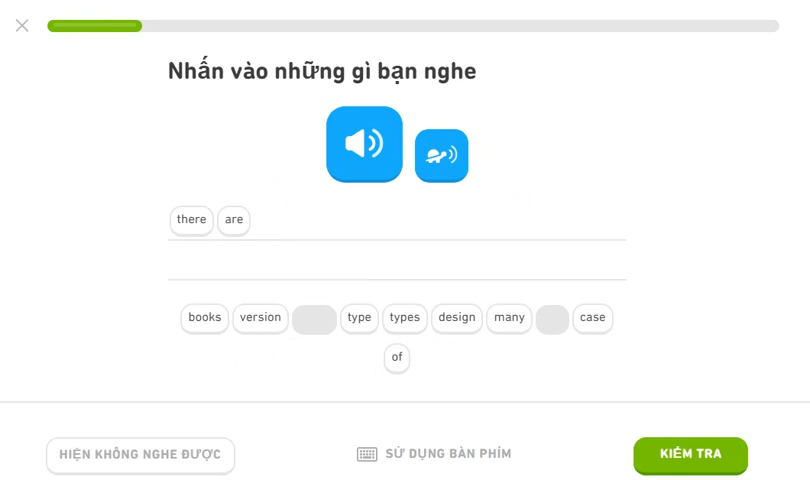 Nhấn vào những gì bạn nghe
there are
books version type types design many case
of
HIỆN KHÔNG NGHE ĐƯỢC SỬ DỤNG BÀN PHÍM KIỂM TRA